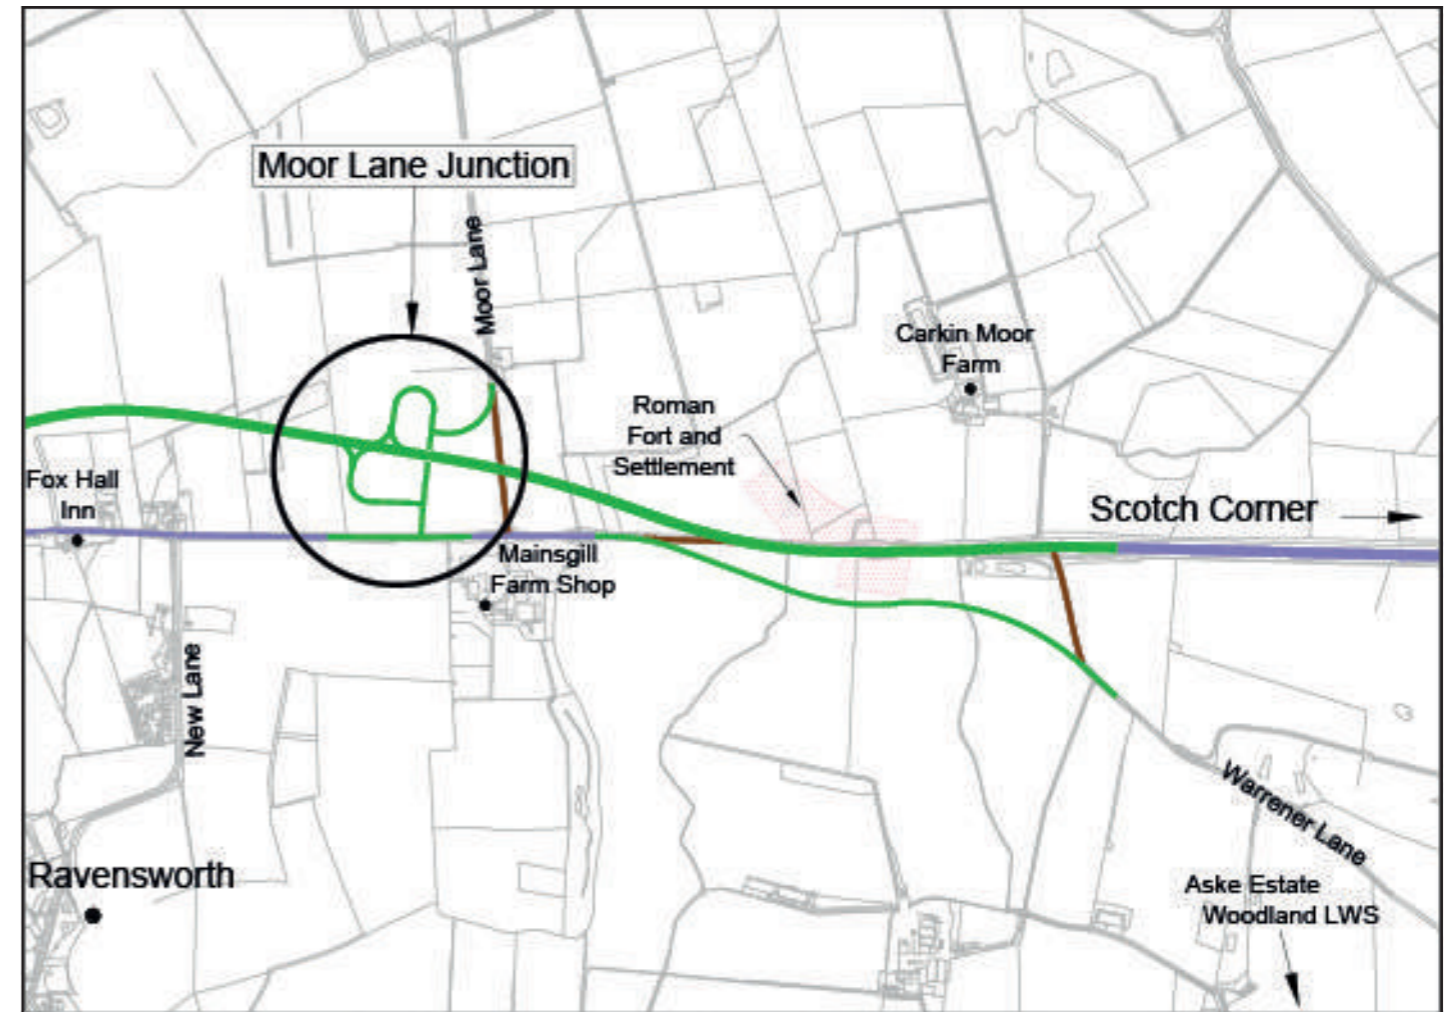 Moor Lane Junction
Moor Lane
Carkin Moor
Farm
Roman
Fort and
Settlement
Fox Hall
Inn
Scotch Corner
Mainsgill
Farm Shop
New Lane
Warrener Lane
Ravensworth
Aske Estate
Woodland LWS